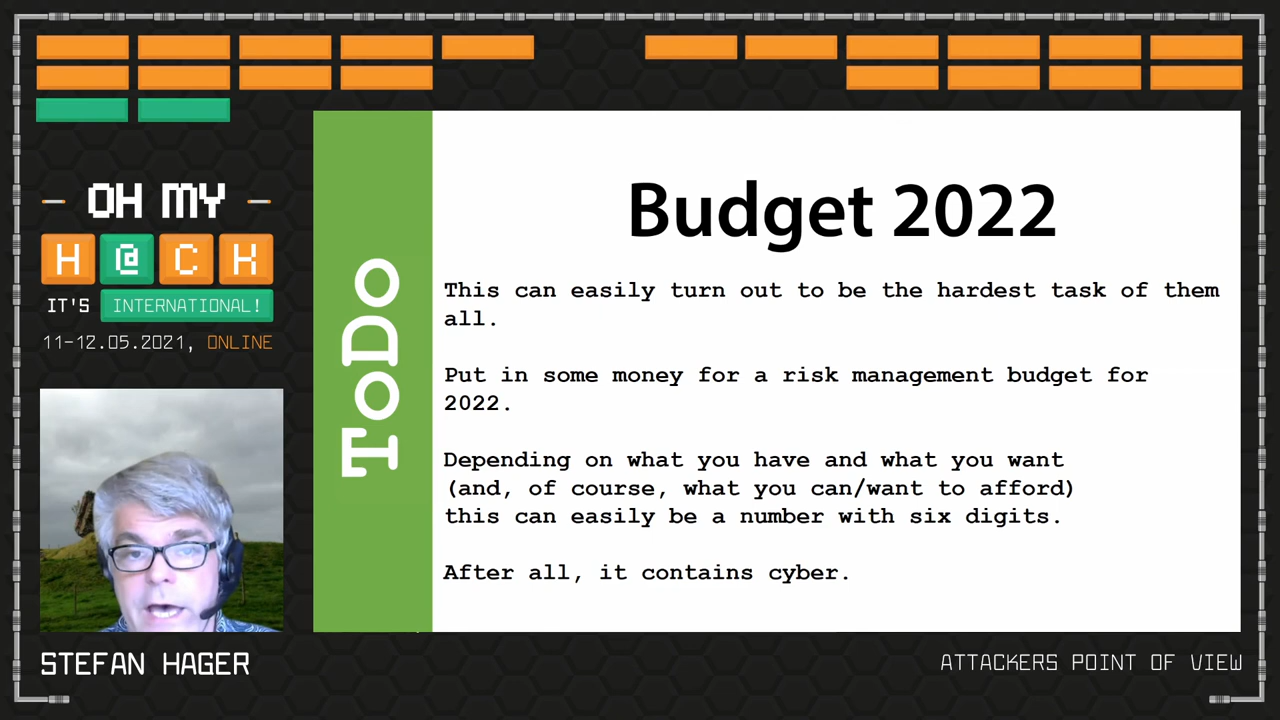 OH MY
H@CK
IT'S INTERNATIONAL!
11-12.05.2021, ONLINE
ToDo
Budget 2022
This can easily turn out to be the hardest task of them
all.
Put in some money for a risk management budget for
2022.
Depending on what you have and what you want
(and, of course, what you can/want to afford)
this can easily be a number with six digits.
After all, it contains cyber.
STEFAN HAGER
ATTACKERS POINT OF VIEW